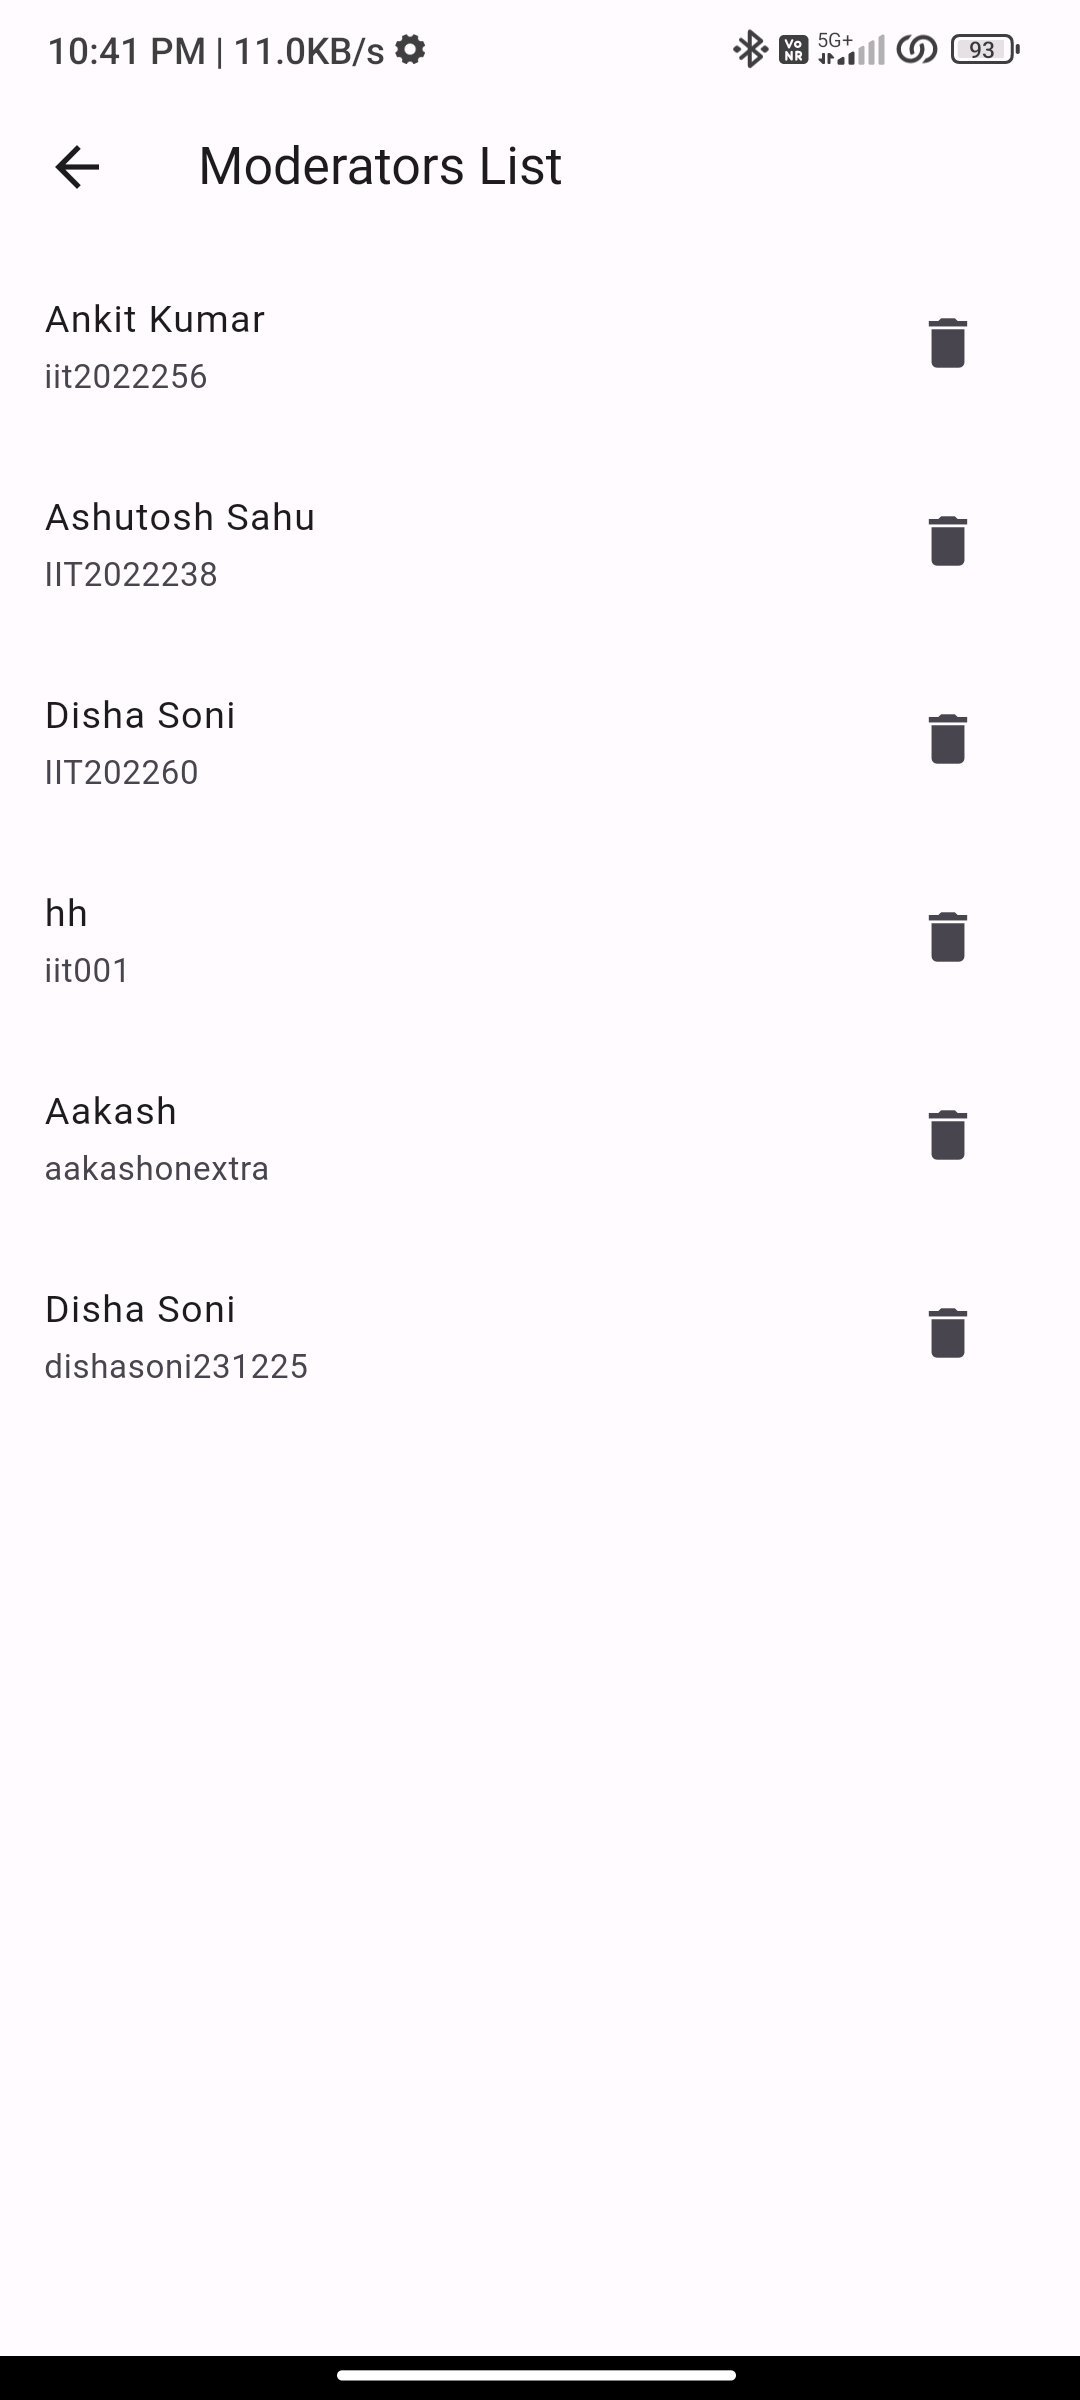 10:41 PM | 11.0KB/s
Vo NR
5G+
93
Moderators List
Ankit Kumar
iit2022256
Ashutosh Sahu
IIT2022238
Disha Soni
IIT202260
hh
iit001
Aakash
aakashonextra
Disha Soni
dishasoni231225